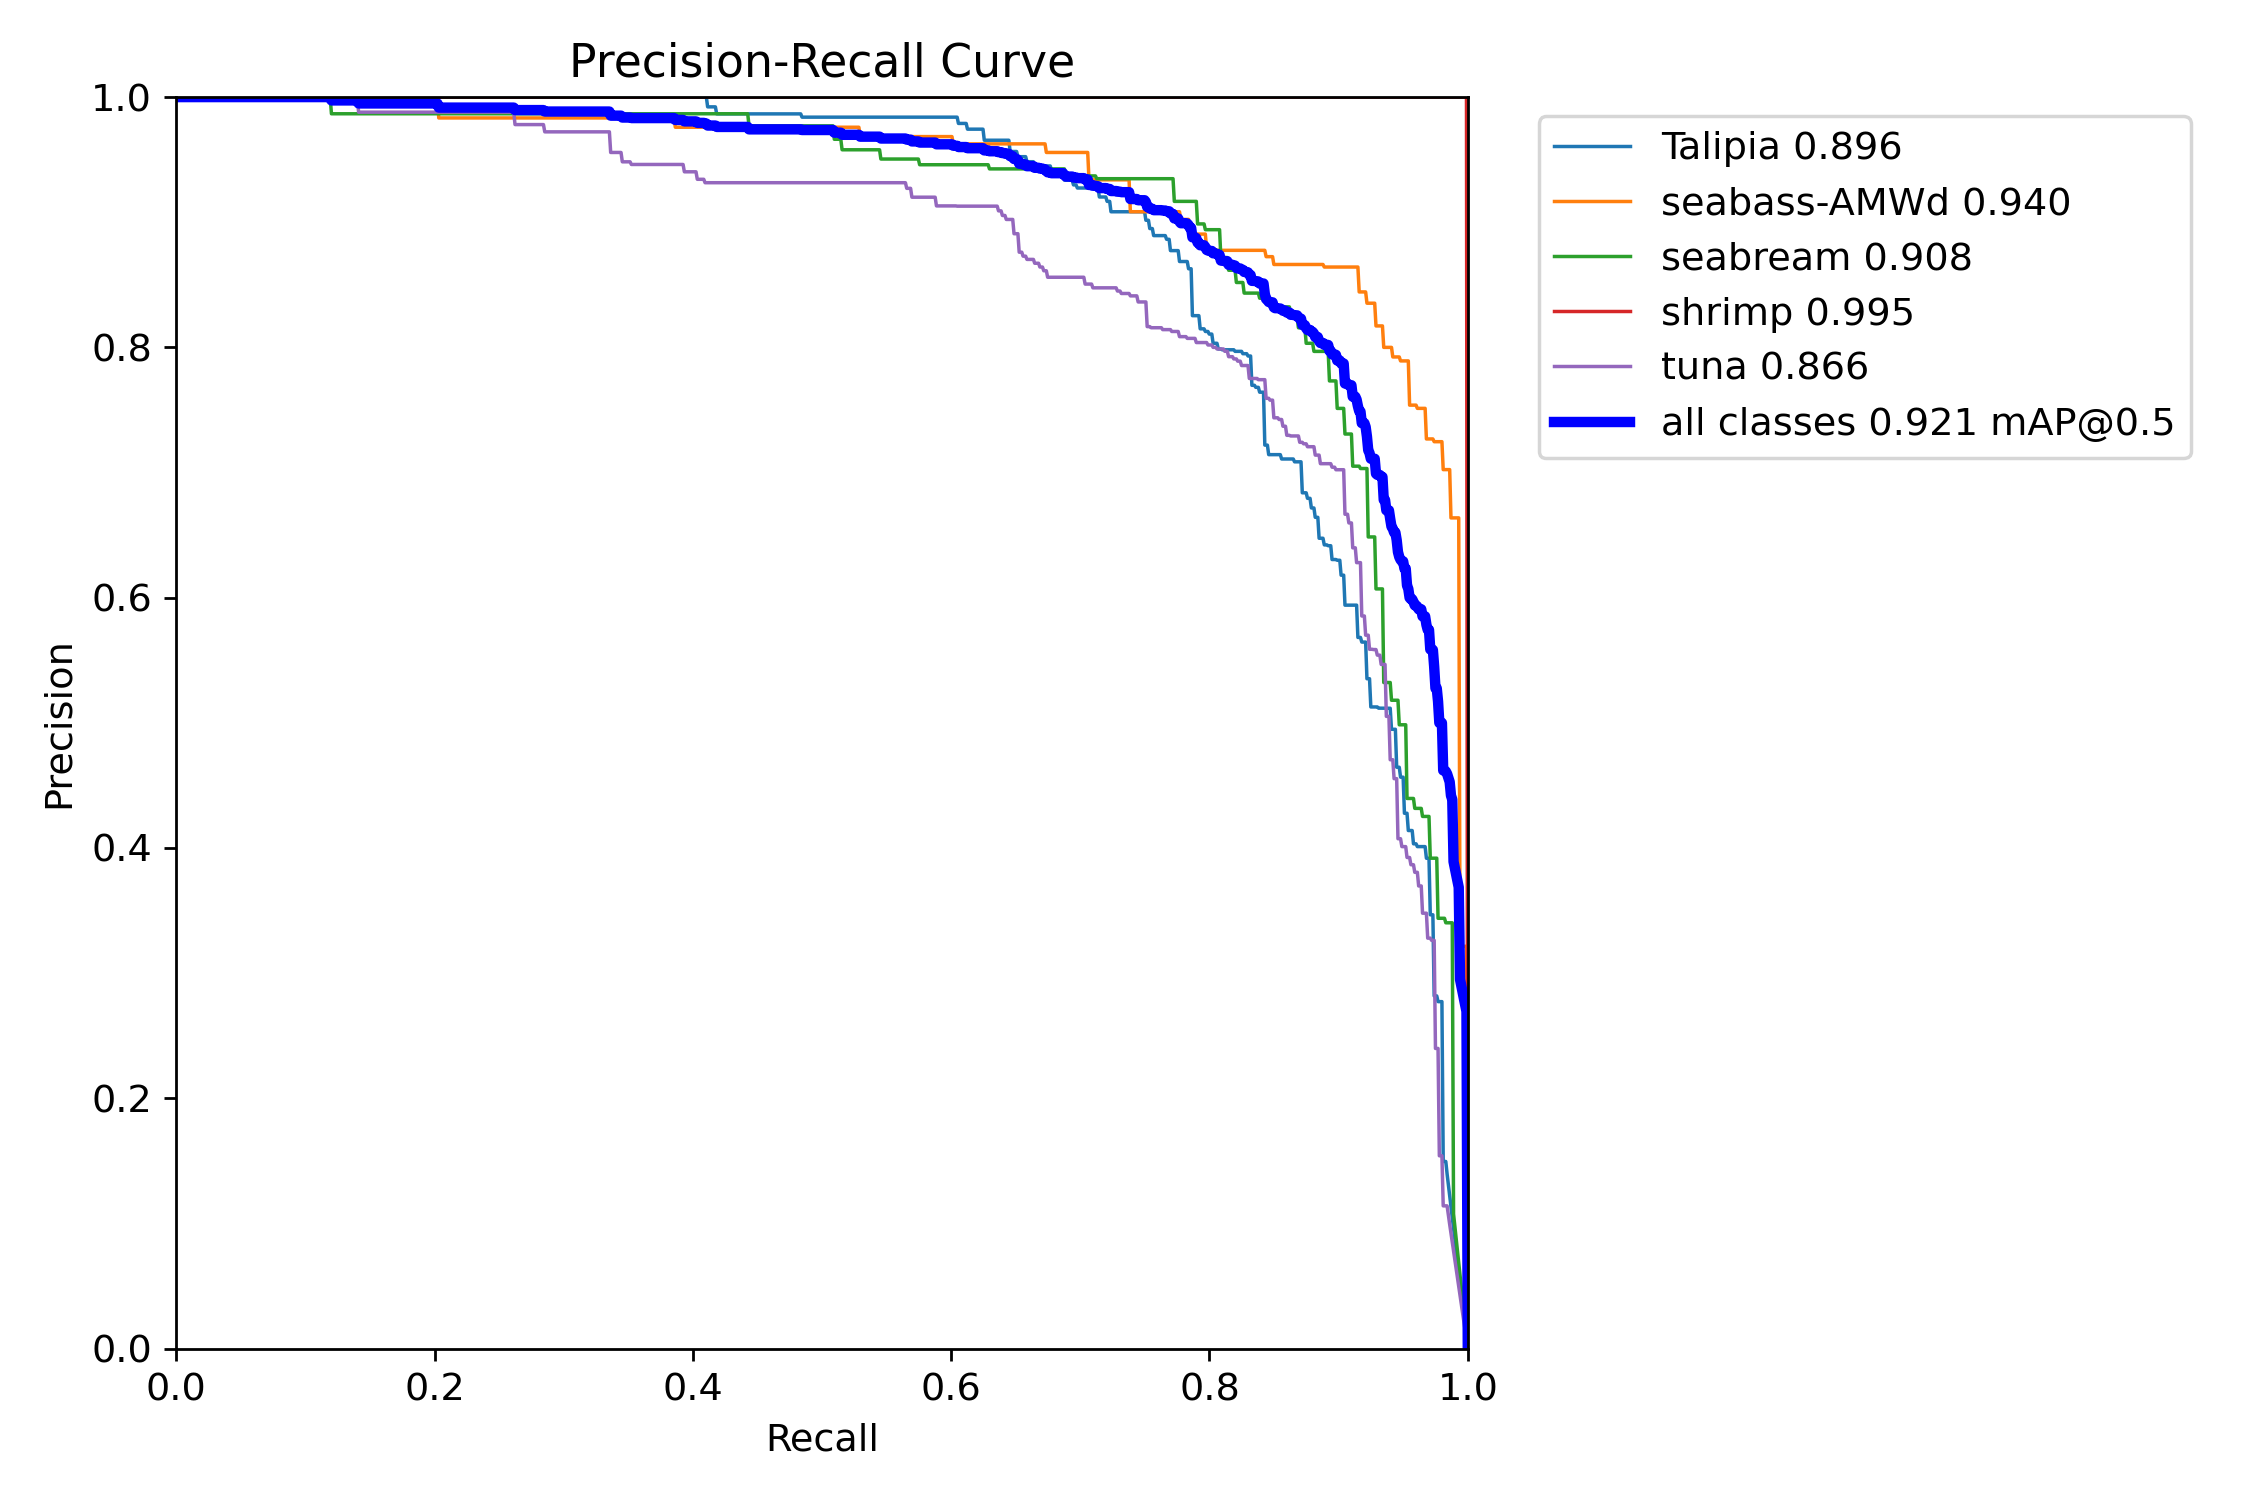 Precision-Recall Curve
1.0
0.8
0.6
0.4
0.2
0.0
Precision
0.0 0.2 0.4 0.6 0.8 1.0
Recall
Talipia 0.896
seabass-AMWd 0.940
seabream 0.908
shrimp 0.995
tuna 0.866
all classes 0.921 mAP@0.5